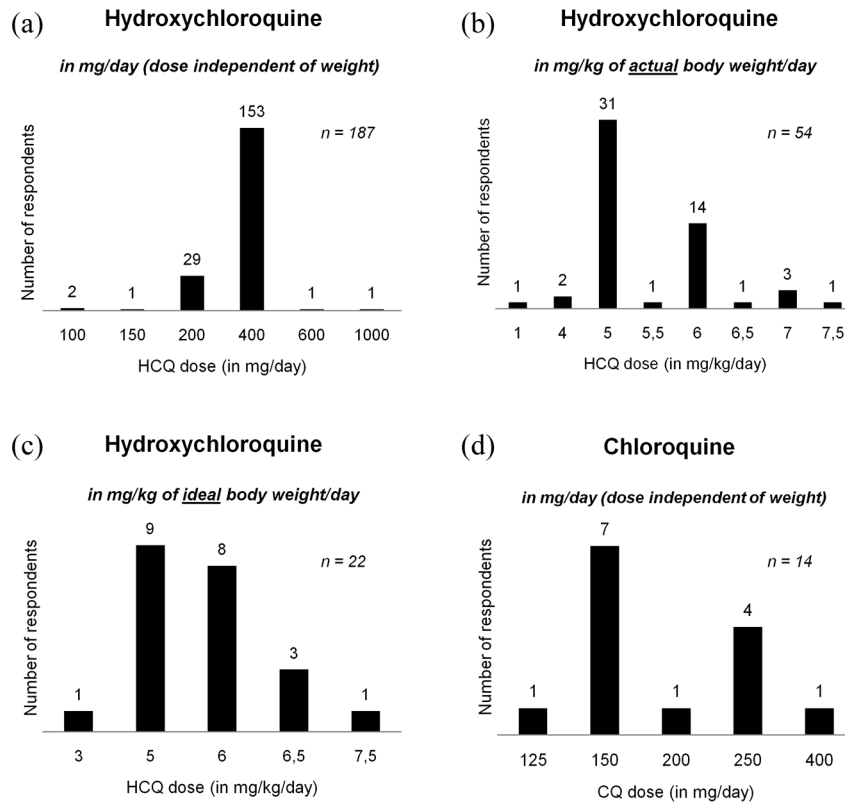 (a)
Hydroxychloroquine
in mg/day (dose independent of weight)
n = 187
Number of respondents
2
1
29
153
1
1
100 150 200 400 600 1000
HCQ dose (in mg/day)
(b)
Hydroxychloroquine
in mg/kg of actual body weight/day
n = 54
Number of respondents
1
2
31
1
14
1
3
1
1 4 5 5,5 6 6,5 7 7,5
HCQ dose (in mg/kg/day)
(c)
Hydroxychloroquine
in mg/kg of ideal body weight/day
n = 22
Number of respondents
1
9
8
3
1
3 5 6 6,5 7,5
HCQ dose (in mg/kg/day)
(d)
Chloroquine
in mg/day (dose independent of weight)
n = 14
Number of respondents
1
7
1
4
1
125 150 200 250 400
CQ dose (in mg/day)